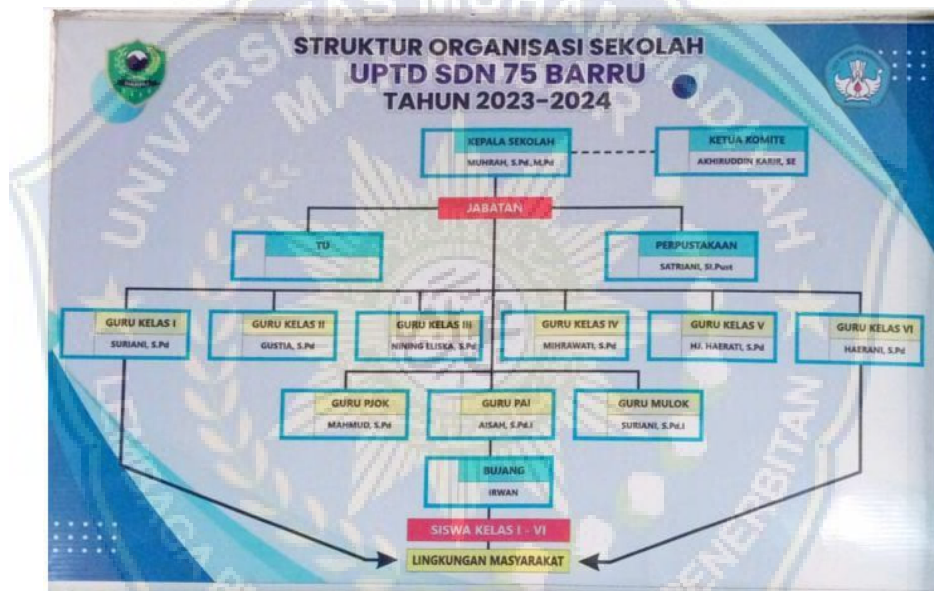 STRUKTUR ORGANISASI SEKOLAH
UPTD SDN 75 BARRU
TAHUN 2023-2024
KEPALA SEKOLAH
MUHRAH, S.Pd.,M.Pd
KETUA KOMITE
AKHIRUDDIN KARIR, SE
JABATAN
TU
PERPUSTAKAAN
SATRIANI, SI.Pust
GURU KELAS I
SURIANI, S.Pd
GURU KELAS II
GUSTIA, S.Pd
GURU KELAS III
NINING ELISKA, S.Pd
GURU KELAS IV
MIHRAWATI, S.Pd
GURU KELAS V
HJ. HAERATI, S.Pd
GURU KELAS VI
HAERANI, S.Pd
GURU PJOK
MAHMUD, S.Pd
GURU PAI
AISAH, S.Pd.I
GURU MULOK
SURIANI, S.Pd.I
BUJANG
IRWAN
SISWA KELAS I - VI
LINGKUNGAN MASYARAKAT